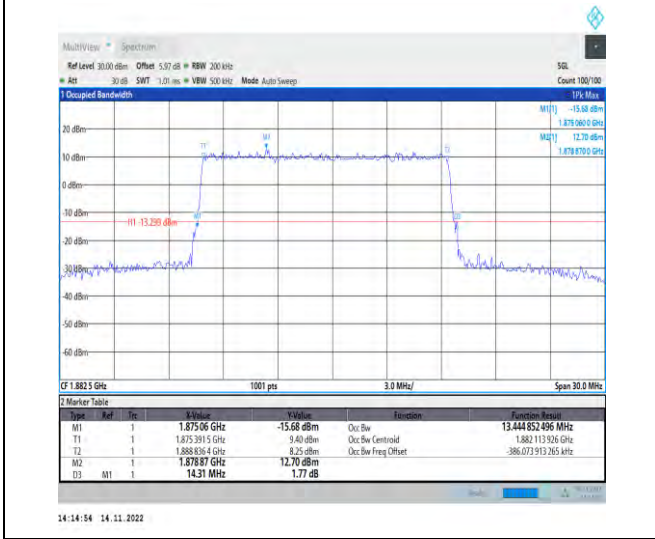 MultiView Spectrum
Ref Level 30.00 dBm Offset 5.97 dB RBW 200 kHz SGL
Att 30 dB SWT 1.01 ms VBW 500 kHz Mode Auto Sweep Count 100/100
1 Occupied Bandwidth 1Pk Max
M1[1] -15.68 dBm
1.875 060 0 GHz
12.70 dBm
1.878 870 0 GHz
20 dBm
10 dBm
0 dBm
-10 dBm
H1 -13.299 dBm
-20 dBm
-30 dBm
-40 dBm
-50 dBm
-60 dBm
T1
CF 1.882 5 GHz 1001 pts 3.0 MHz/ Span 30.0 MHz
2 Marker Table
Type Ref Trc X-Value Y-Value Function Function Result
M1 1 1.875 06 GHz -15.68 dBm Occ Bw 13.444 852 496 MHz
T1 1 1.875 391 5 GHz 9.40 dBm Occ Bw Centroid 1.882 113 926 GHz
T2 1 1.888 836 4 GHz 8.25 dBm Occ Bw Freq Offset -386.073 913 265 kHz
M2 1 1.878 87 GHz 12.70 dBm
D3 M1 1 14.31 MHz 1.77 dB
14:14:54 14.11.2022